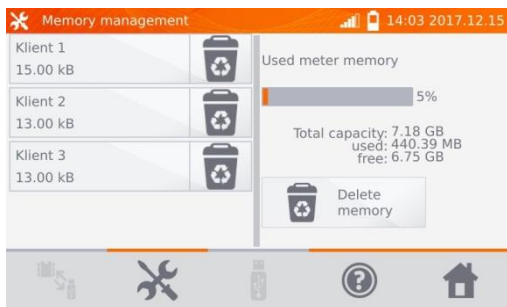 Memory management
14:03 2017.12.15
Klient 1
15.00 kB
Klient 2
13.00 kB
Klient 3
13.00 kB
Used meter memory
5%
Total capacity: 7.18 GB
used: 440.39 MB
free: 6.75 GB
Delete
memory
?